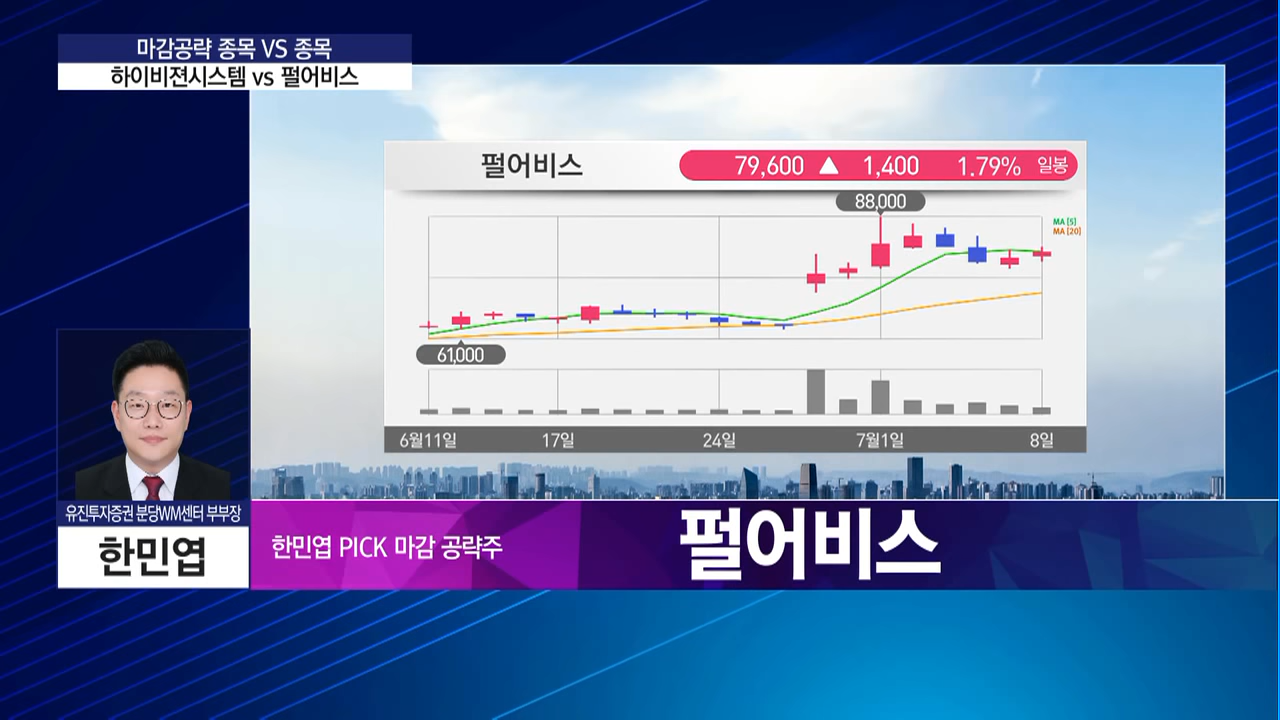 마감공략 종목 VS 종목
하이비젼시스템 vs 펄어비스
펄어비스
79,600 ▲ 1,400 1.79% 일봉
88,000
MA [5]
MA [20]
61,000
6월11일 17일 24일 7월1일 8일
유진투자증권 분당WM센터 부부장
한민엽
한민엽 PICK 마감 공략주
펄어비스